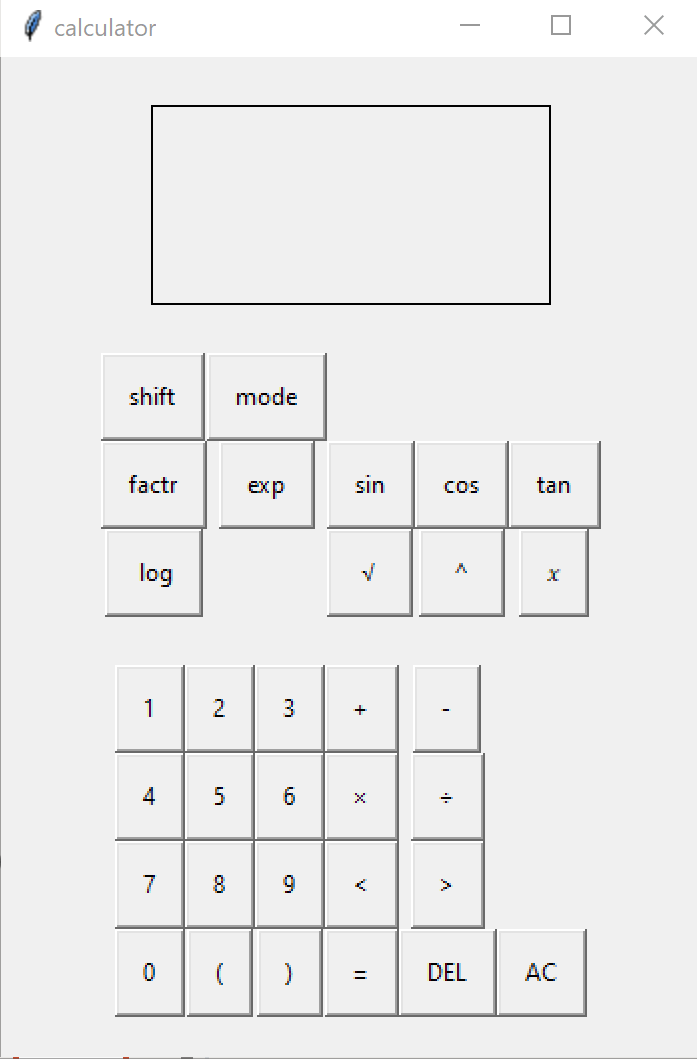 calculator
shift mode
factr exp sin cos tan
log √ ^ x
1 2 3 + -
4 5 6 × ÷
7 8 9 < >
0 ( ) = DEL AC